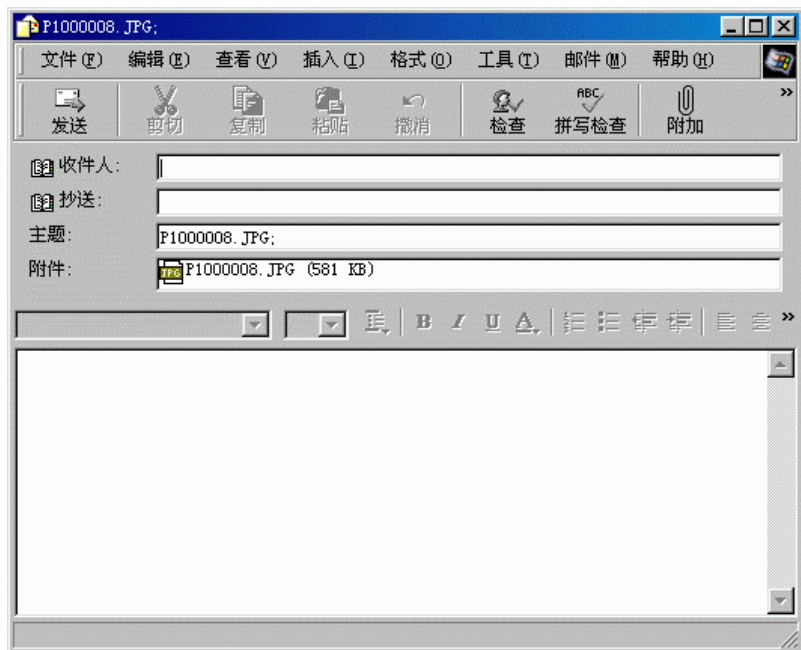 P1000008.JPG;
文件(F) 编辑(E) 查看(V) 插入(I) 格式(O) 工具(T) 邮件(M) 帮助(H)
ABC
发送 剪切 复制 粘贴 撤消 检查 拼写检查 附加 »
收件人:
抄送:
主题: P1000008.JPG;
附件: JPG P1000008.JPG (581 KB)
B I U A »